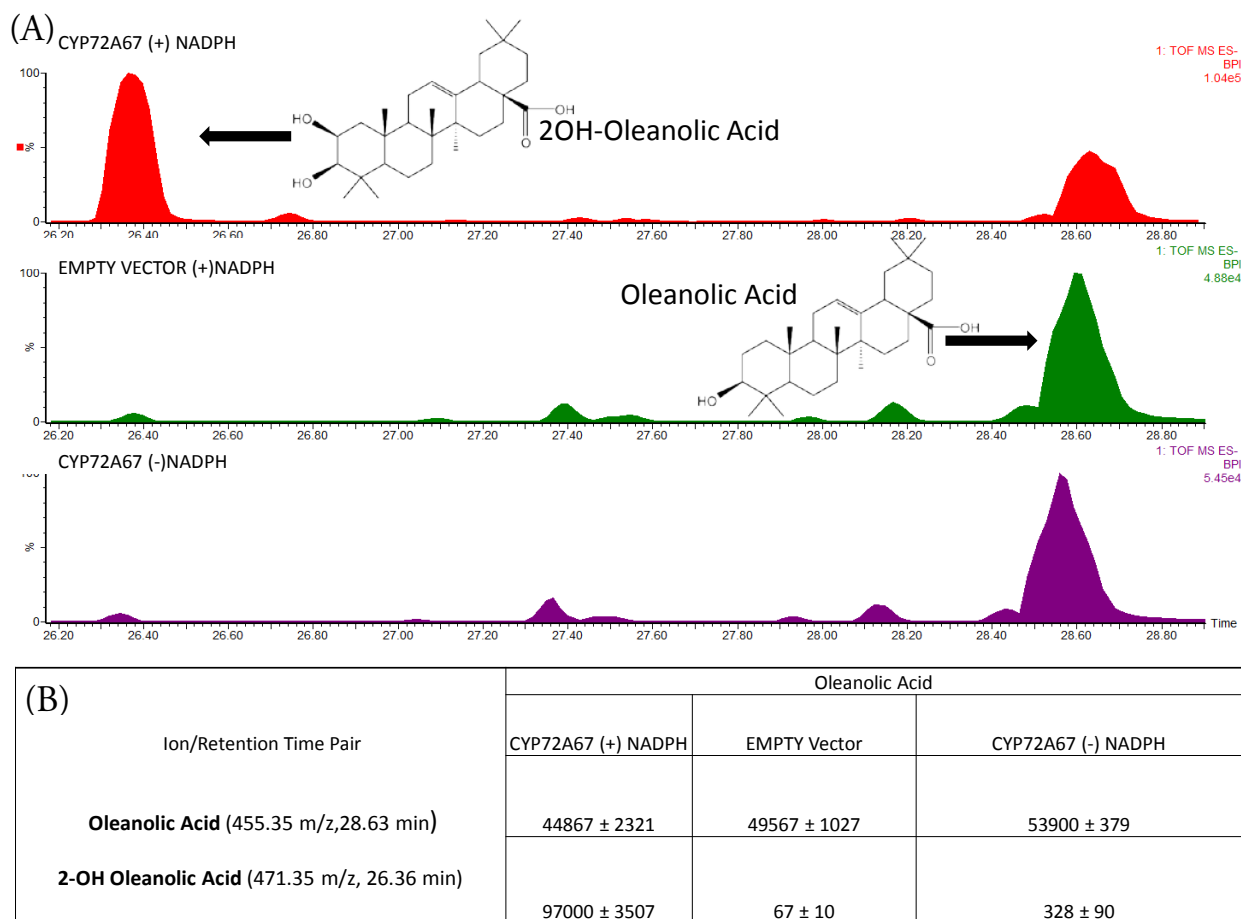 (A)
CYP72A67 (+) NADPH
1: TOF MS ES-
BPI
1.04e5
100
%
0
HO
HO
OH
O
2OH-Oleanolic Acid
26.20 26.40 26.60 26.80 27.00 27.20 27.40 27.60 27.80 28.00 28.20 28.40 28.60 28.80
EMPTY VECTOR (+)NADPH
1: TOF MS ES-
BPI
4.88e4
100
%
0
Oleanolic Acid
HO
OH
O
26.20 26.40 26.60 26.80 27.00 27.20 27.40 27.60 27.80 28.00 28.20 28.40 28.60 28.80
CYP72A67 (-)NADPH
1: TOF MS ES-
BPI
5.45e4
100
%
0
26.20 26.40 26.60 26.80 27.00 27.20 27.40 27.60 27.80 28.00 28.20 28.40 28.60 28.80 Time
(B)
Oleanolic Acid
Ion/Retention Time Pair CYP72A67 (+) NADPH EMPTY Vector CYP72A67 (-) NADPH
Oleanolic Acid (455.35 m/z,28.63 min) 44867 ± 2321 49567 ± 1027 53900 ± 379
2-OH Oleanolic Acid (471.35 m/z, 26.36 min) 97000 ± 3507 67 ± 10 328 ± 90